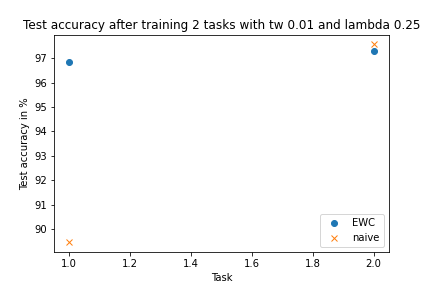 Test accuracy after training 2 tasks with tw 0.01 and lambda 0.25
97
96
95
94
93
92
91
90
Test accuracy in %
EWC
naive
1.0 1.2 1.4 1.6 1.8 2.0
Task